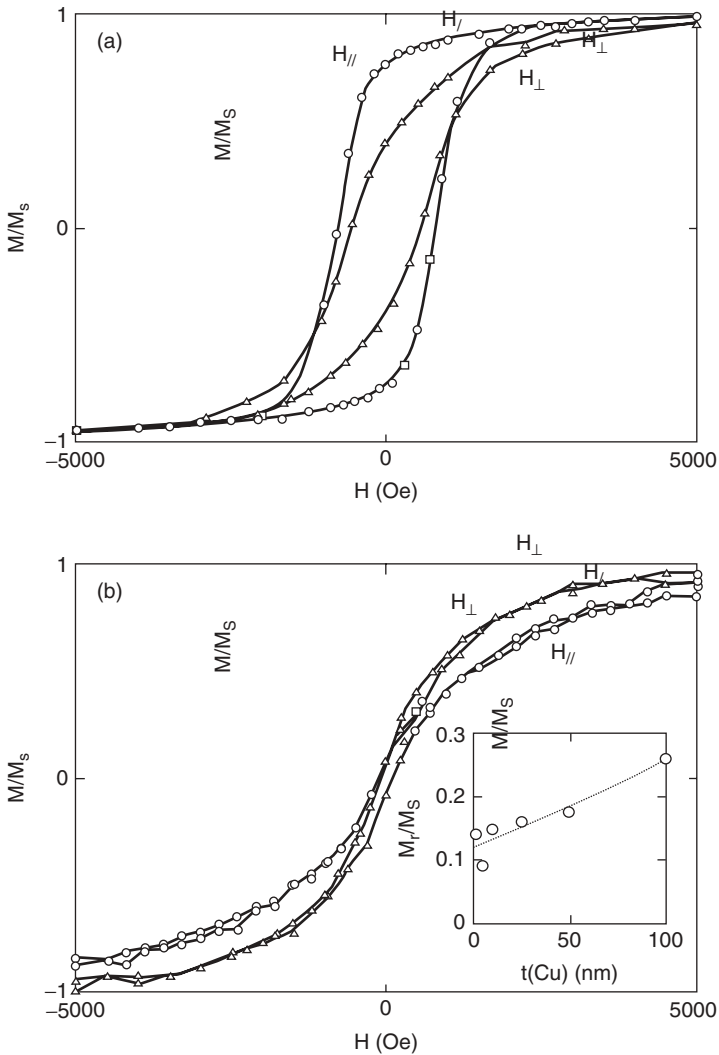 1
(a)
H//
H/
H⊥
H⊥
M/MS
M/Ms
0
−1
−5000
0
5000
H (Oe)
H⊥
1
(b)
H/
H⊥
M/MS
H//
M/MS
M/Ms
0
0.3
0.2
0.1
0
Mr/MS
0
50
100
t(Cu) (nm)
−1
−5000
0
5000
H (Oe)